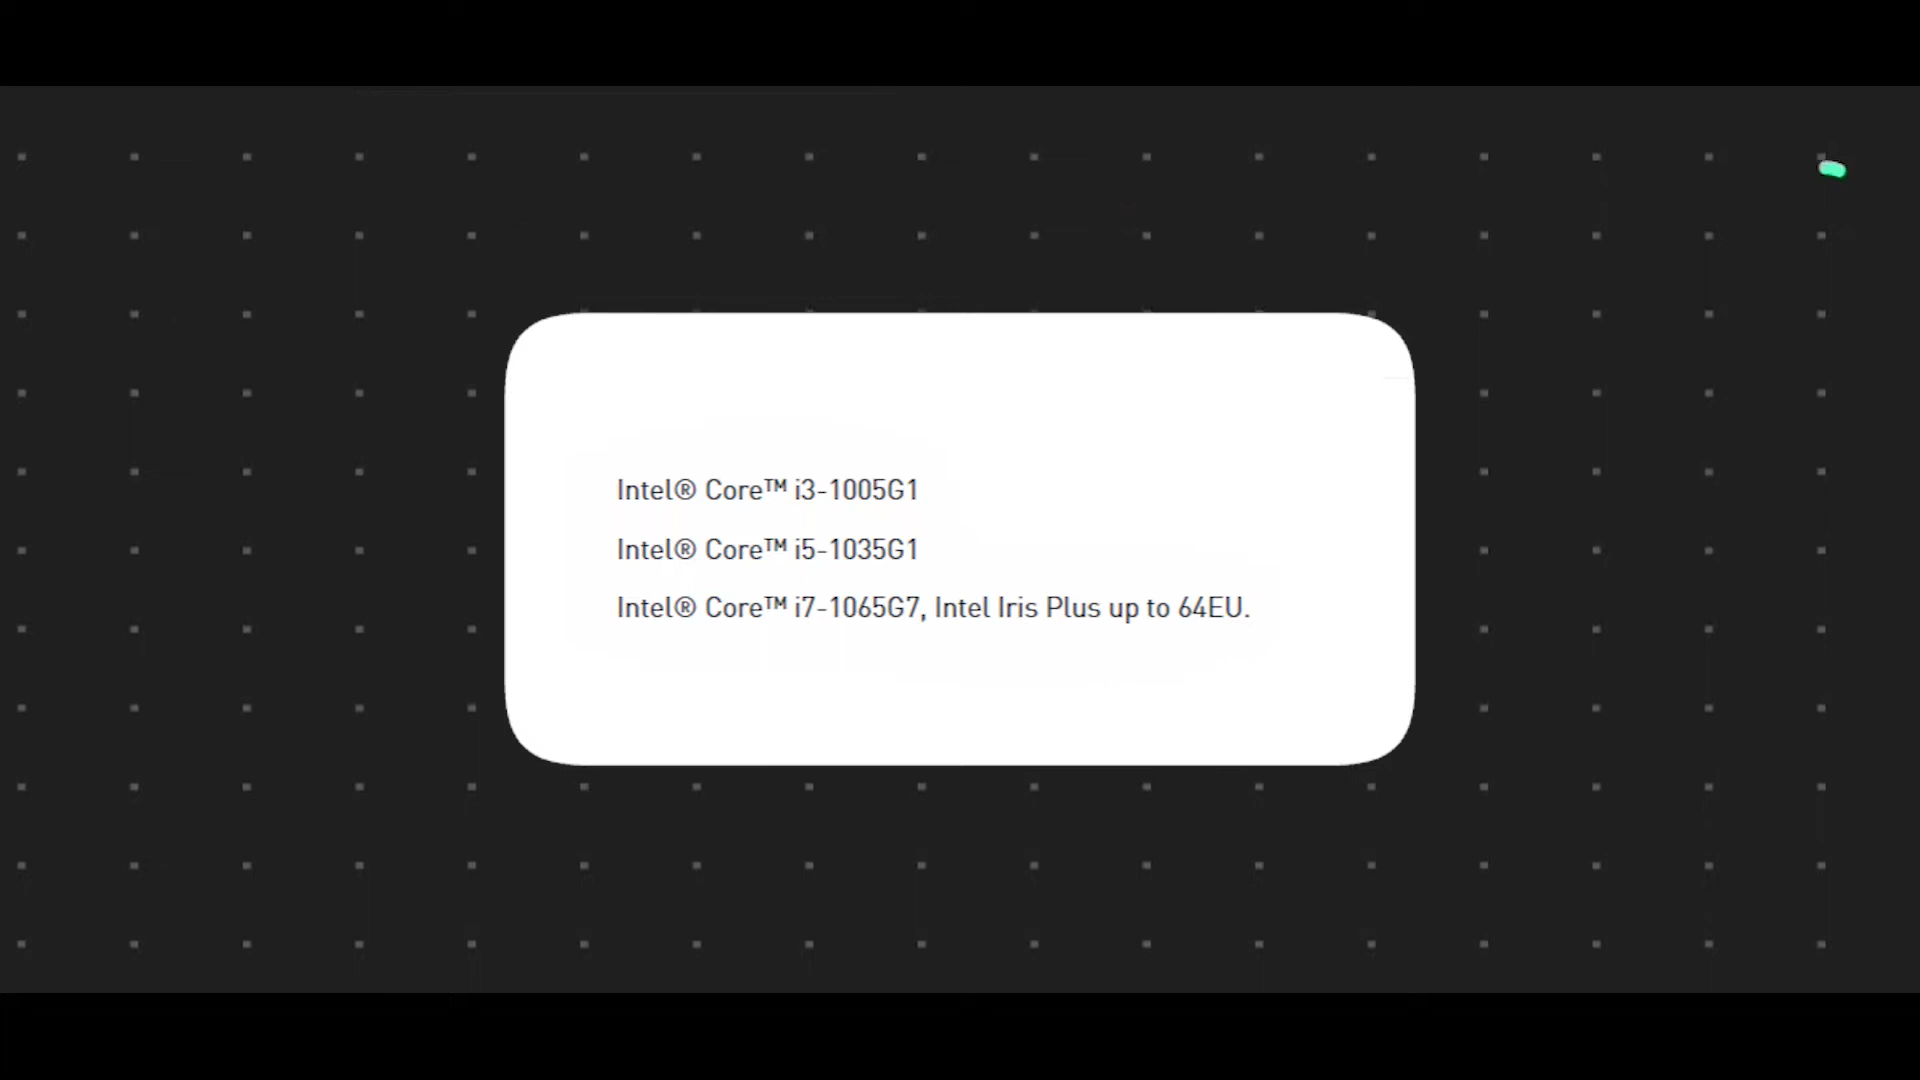 Intel® Core™ i3-1005G1
Intel® Core™ i5-1035G1
Intel® Core™ i7-1065G7, Intel Iris Plus up to 64EU.